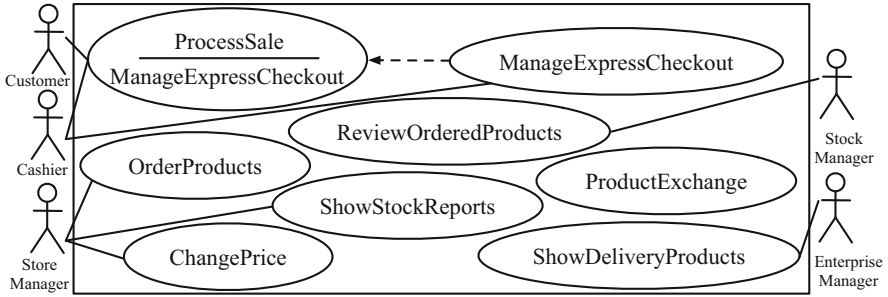 Customer
Cashier
Store
Manager
ProcessSale
ManageExpressCheckout
ManageExpressCheckout
ReviewOrderedProducts
OrderProducts
ProductExchange
ShowStockReports
ChangePrice
ShowDeliveryProducts
Stock
Manager
Enterprise
Manager